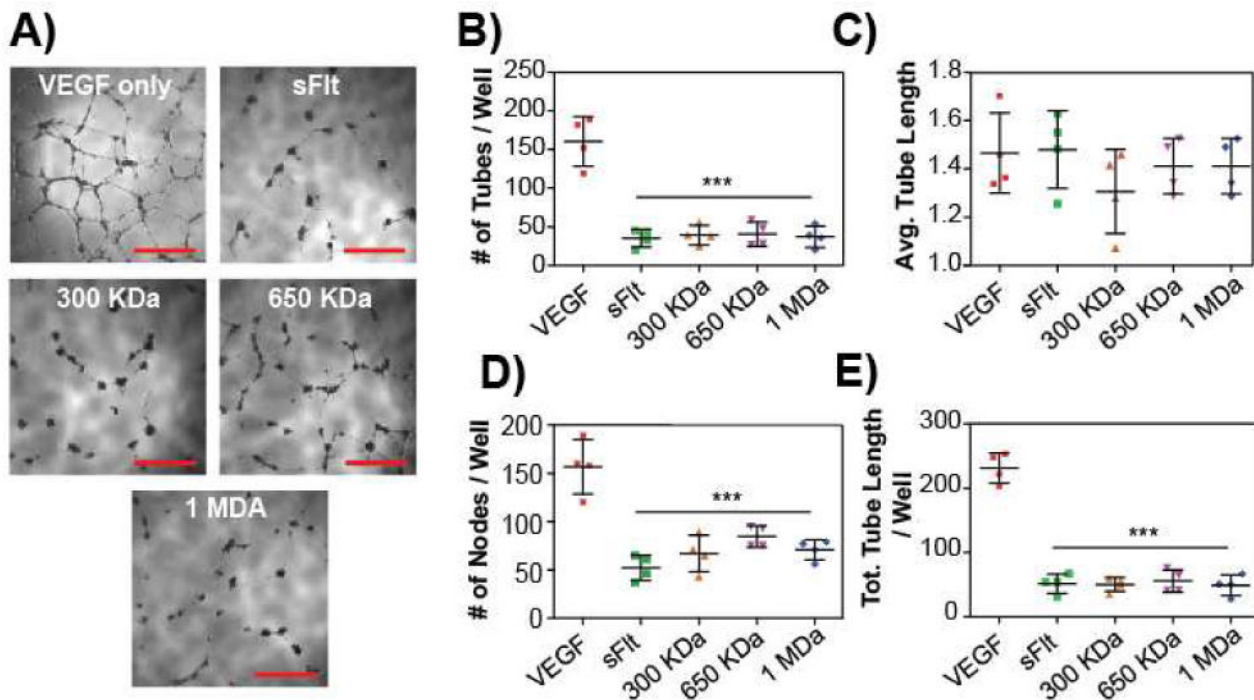 A)
VEGF only
sFlt
300 KDa
650 KDa
1 MDA
B)
# of Tubes / Well
250
200
150
100
50
0
***
VEGF
sFlt
300 KDa
650 KDa
1 MDa
C)
Avg. Tube Length
1.8
1.6
1.4
1.2
1.0
VEGF
sFlt
300 KDa
650 KDa
1 MDa
D)
# of Nodes / Well
200
150
100
50
0
***
VEGF
sFlt
300 KDa
650 KDa
1 MDa
E)
Tot. Tube Length
/ Well
300
200
100
0
***
VEGF
sFlt
300 KDa
650 KDa
1 MDa